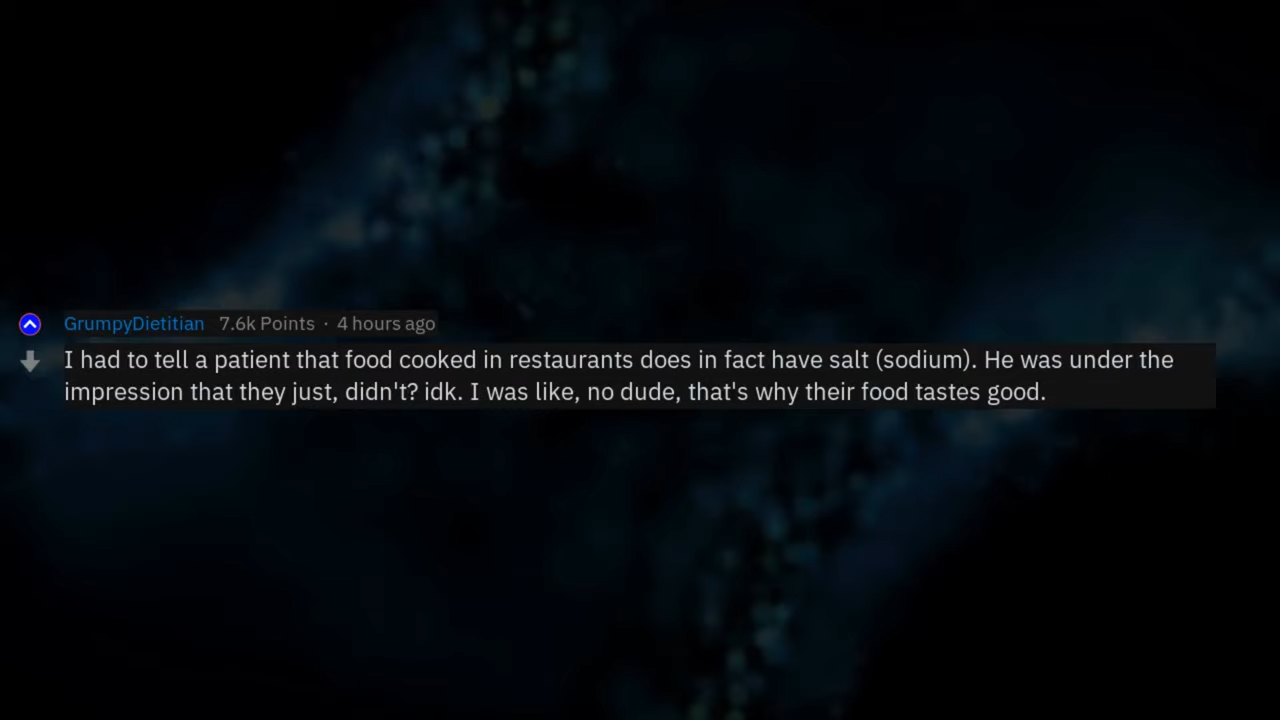 GrumpyDietitian 7.6k Points · 4 hours ago
I had to tell a patient that food cooked in restaurants does in fact have salt (sodium). He was under the
impression that they just, didn't? idk. I was like, no dude, that's why their food tastes good.